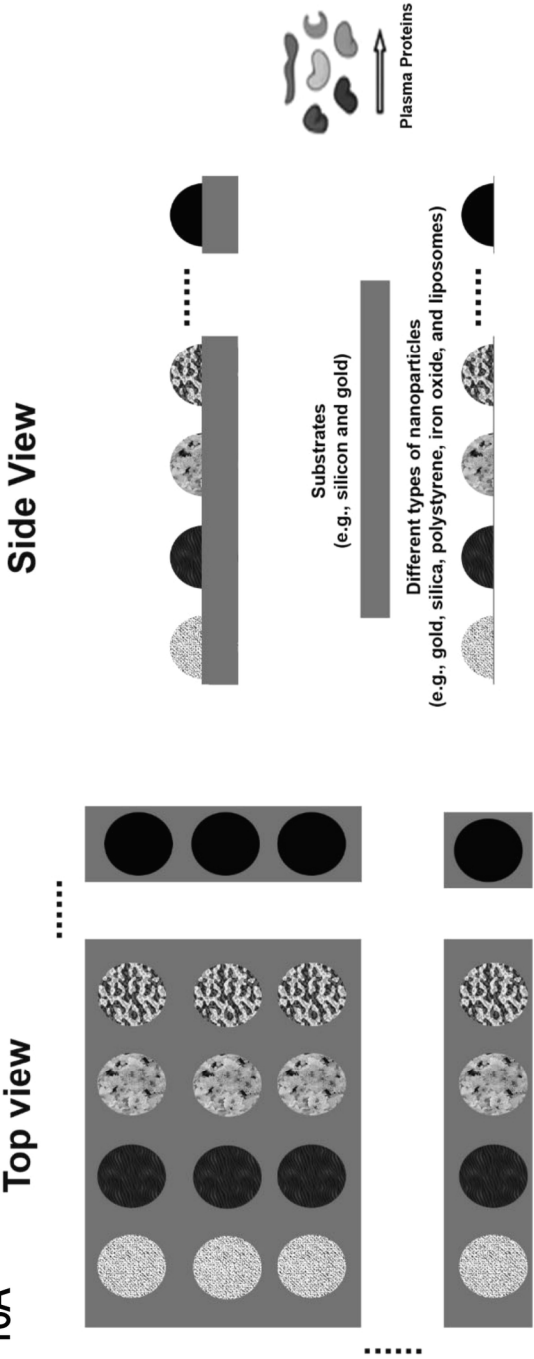 Top view
Side View
Substrates
(e.g., silicon and gold)
Different types of nanoparticles
(e.g., gold, silica, polystyrene, iron oxide, and liposomes)
Plasma Proteins